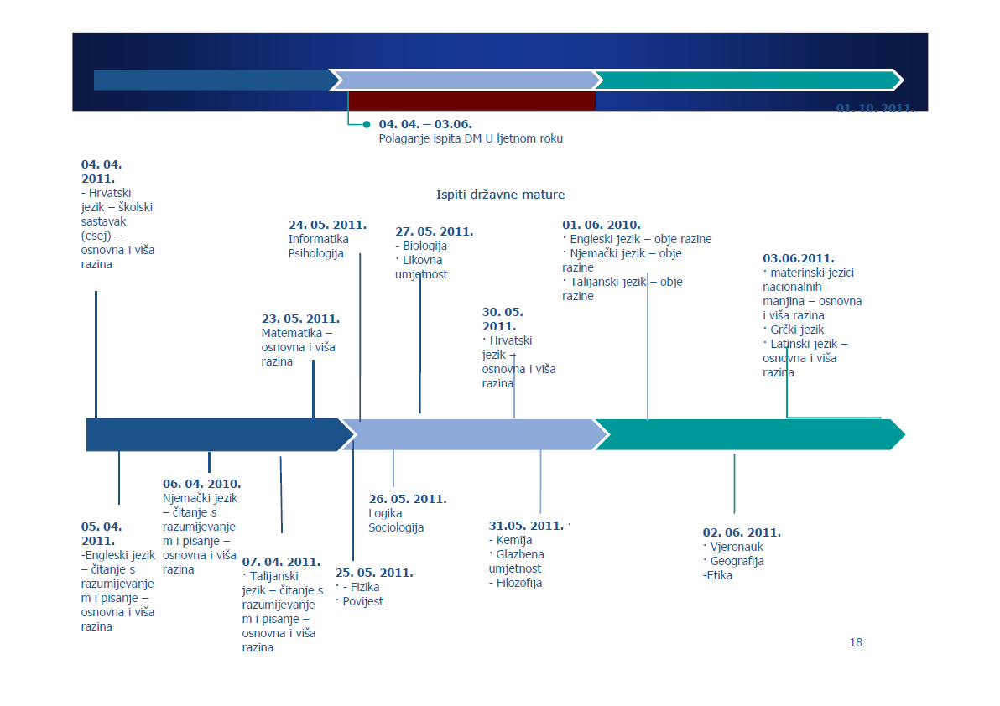 01. 10. 2011.
04. 04. – 03.06.
Polaganje ispita DM U ljetnom roku
04. 04.
2011.
- Hrvatski
jezik – školski
sastavak
(esej) –
osnovna i viša
razina
Ispiti državne mature
24. 05. 2011.
Informatika
Psihologija
27. 05. 2011.
- Biologija
· Likovna
umjetnost
01. 06. 2010.
· Engleski jezik – obje razine
· Njemački jezik – obje
razine
· Talijanski jezik – obje
razine
03.06.2011.
· materinski jezici
nacionalnih
manjina – osnovna
i viša razina
· Grčki jezik
· Latinski jezik –
osnovna i viša
razina
23. 05. 2011.
Matematika –
osnovna i viša
razina
30. 05.
2011.
· Hrvatski
jezik –
osnovna i viša
razina
05. 04.
2011.
-Engleski jezik
– čitanje s
razumijevanje
m i pisanje –
osnovna i viša
razina
06. 04. 2010.
Njemački jezik
– čitanje s
razumijevanje
m i pisanje –
osnovna i viša
razina
07. 04. 2011.
· Talijanski
jezik – čitanje s
razumijevanje
m i pisanje –
osnovna i viša
razina
25. 05. 2011.
· - Fizika
· Povijest
26. 05. 2011.
Logika
Sociologija
31.05. 2011. ·
- Kemija
· Glazbena
umjetnost
- Filozofija
02. 06. 2011.
· Vjeronauk
· Geografija
-Etika
18